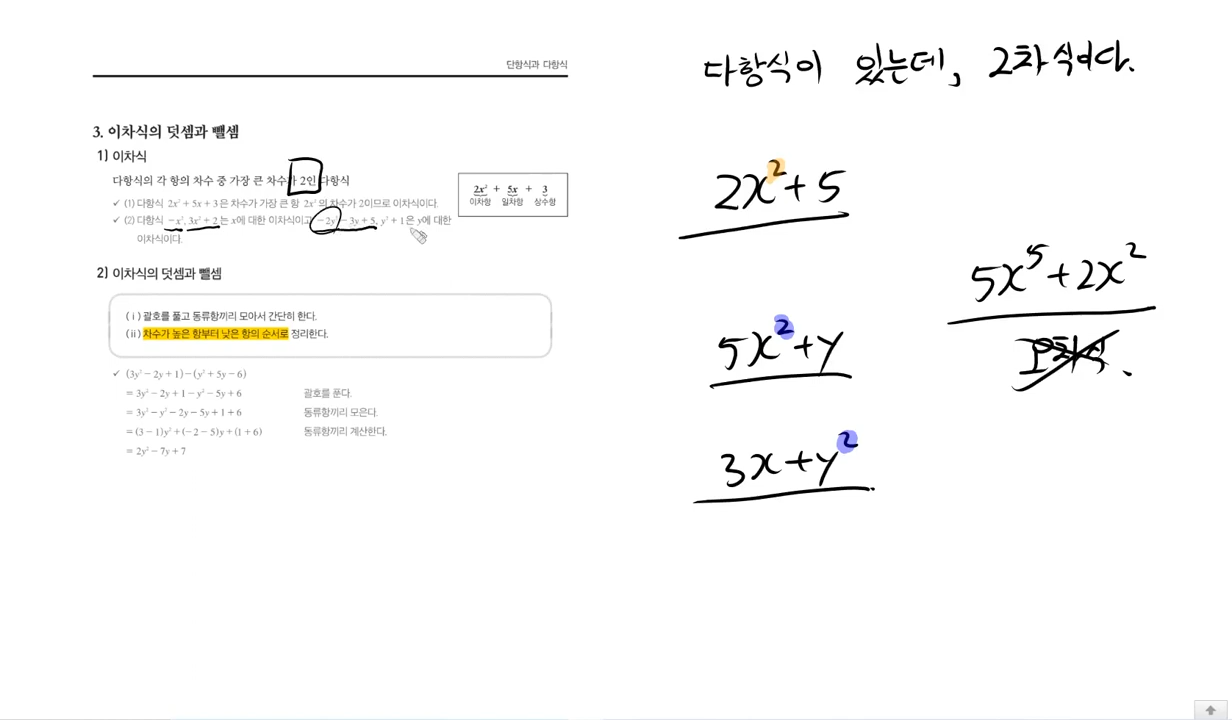 단항식과 다항식
3. 이차식의 덧셈과 뺄셈
1) 이차식
다항식의 각 항의 차수 중 가장 큰 차수가 2인 다항식
✓ (1) 다항식 2x² + 5x + 3은 차수가 가장 큰 항 2x²의 차수가 2이므로 이차식이다.
✓ (2) 다항식 −x², 3x² + 2는 x에 대한 이차식이고 −2y² − 3y + 5, y² + 1은 y에 대한
이차식이다.
2x² + 5x + 3
이차항 일차항 상수항
2) 이차식의 덧셈과 뺄셈
(ⅰ) 괄호를 풀고 동류항끼리 모아서 간단히 한다.
(ⅱ) 차수가 높은 항부터 낮은 항의 순서로 정리한다.
✓ (3y² − 2y + 1) − (y² + 5y − 6)
= 3y² − 2y + 1 − y² − 5y + 6 괄호를 푼다.
= 3y² − y² − 2y − 5y + 1 + 6 동류항끼리 모은다.
= (3 − 1)y² + (−2 − 5)y + (1 + 6) 동류항끼리 계산한다.
= 2y² − 7y + 7
다항식이 있는데, 2차식이다.
2x² + 5
5x⁵ + 2x²
5x² + y
3x + y²